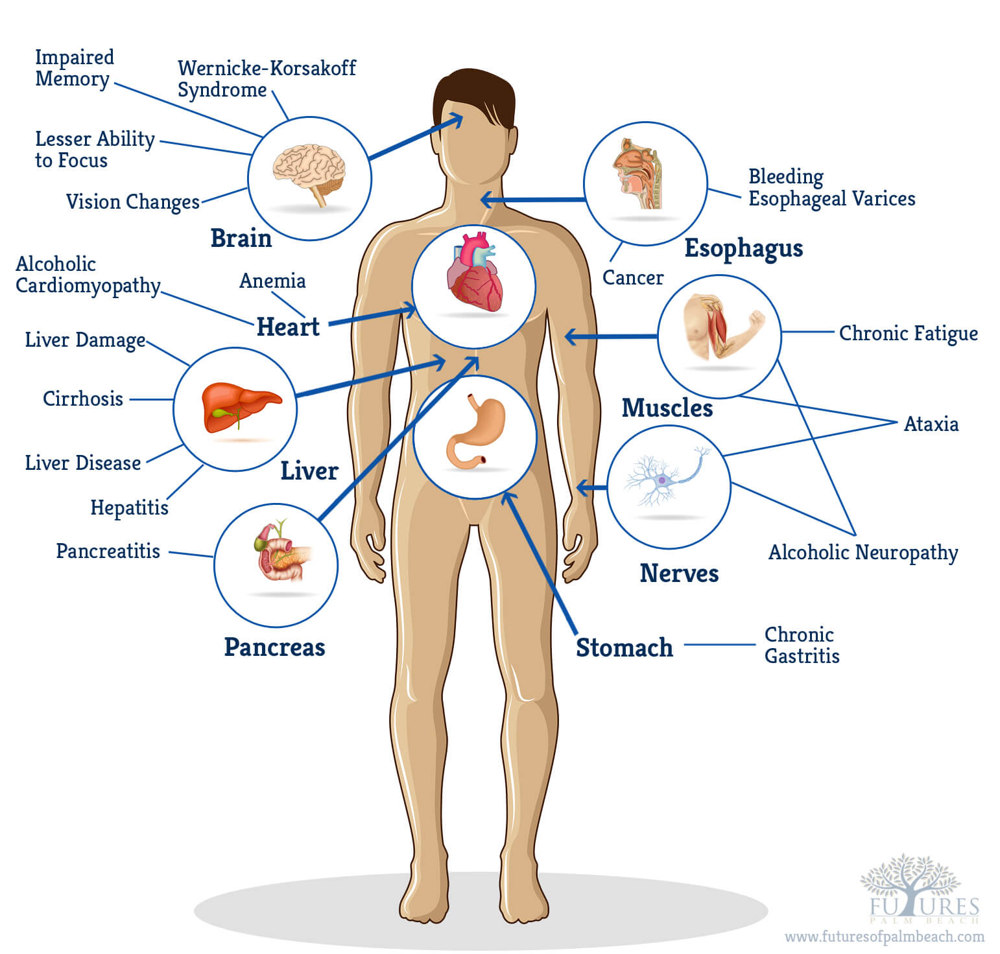 Impaired
Memory
Wernicke-Korsakoff
Syndrome
Lesser Ability
to Focus
Vision Changes
Brain
Bleeding
Esophageal Varices
Esophagus
Cancer
Alcoholic
Cardiomyopathy
Anemia
Heart
Liver Damage
Cirrhosis
Liver Disease
Hepatitis
Liver
Chronic Fatigue
Muscles
Ataxia
Nerves
Alcoholic Neuropathy
Pancreatitis
Pancreas
Stomach
Chronic
Gastritis
FUTURES
PALM BEACH
www.futuresofpalmbeach.com